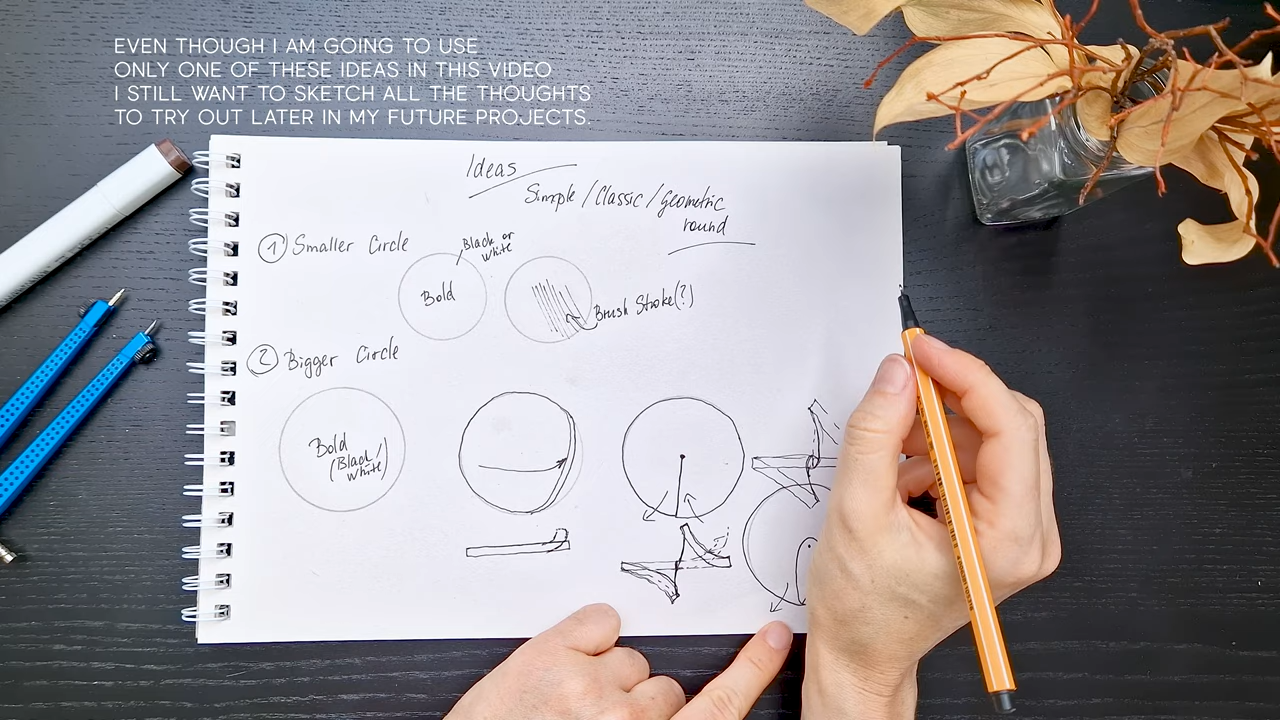 EVEN THOUGH I AM GOING TO USE
ONLY ONE OF THESE IDEAS IN THIS VIDEO
I STILL WANT TO SKETCH ALL THE THOUGHTS
TO TRY OUT LATER IN MY FUTURE PROJECTS.
Ideas
Simple/Classic/Geometric
round
1 Smaller Circle
Black or
White
Bold
Brush Stroke(?)
2 Bigger Circle
Bold
(Black/
White)